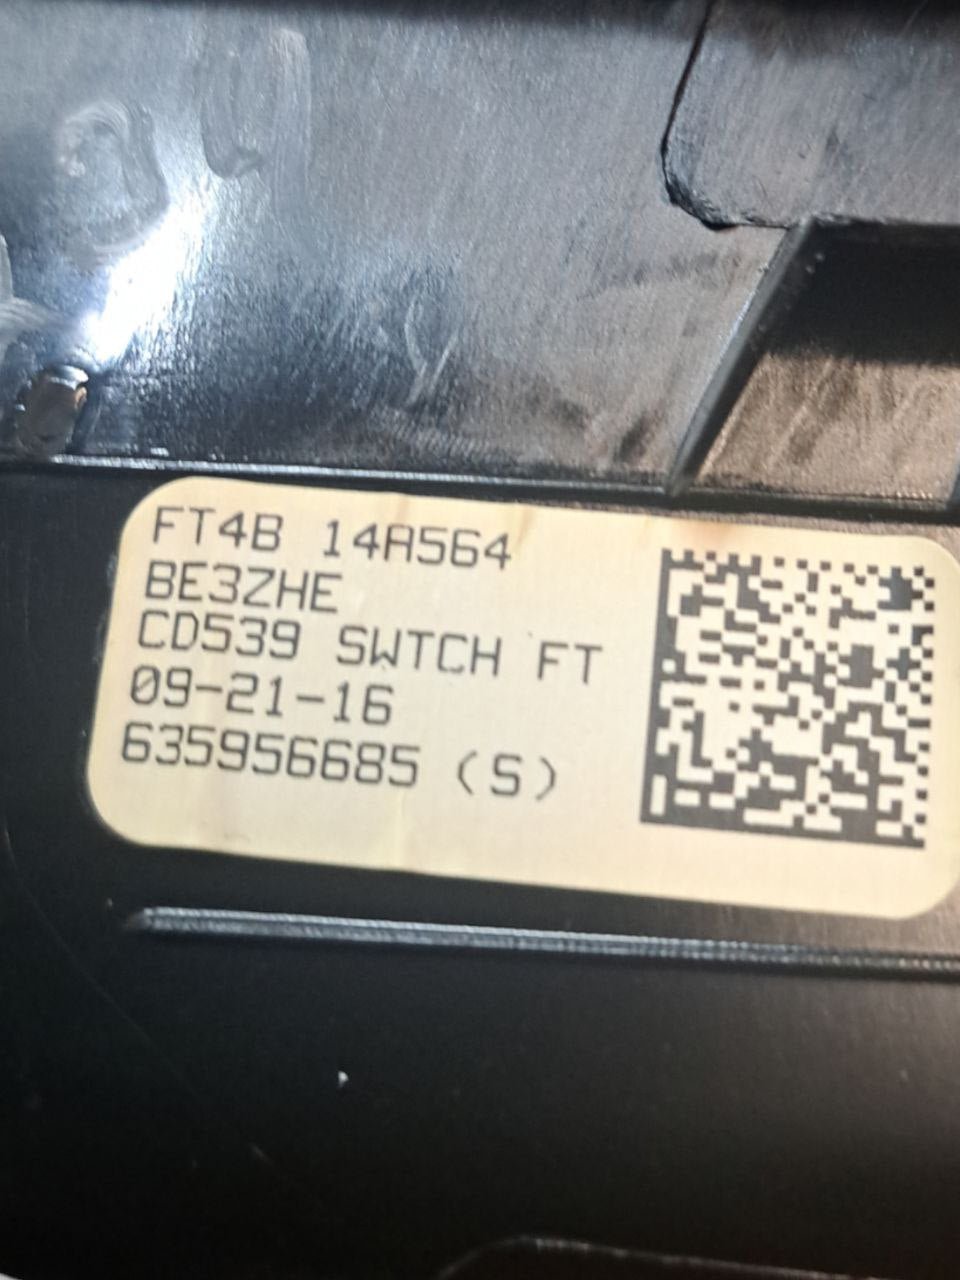 FT4B 14A564
BE3ZHE
CD539 SWTCH FT
09-21-16
635956685 (S)